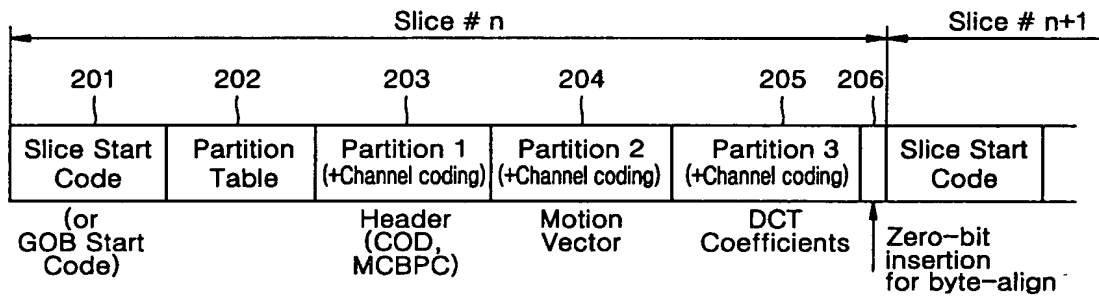 Slice # n
Slice # n+1
201
202
203
204
205
206
Slice Start
Code
Partition
Table
Partition 1
(+Channel coding)
Partition 2
(+Channel coding)
Partition 3
(+Channel coding)
Slice Start
Code
(or
GOB Start
Code)
Header
(COD,
MCBPC)
Motion
Vector
DCT
Coefficients
Zero-bit
insertion
for byte-align